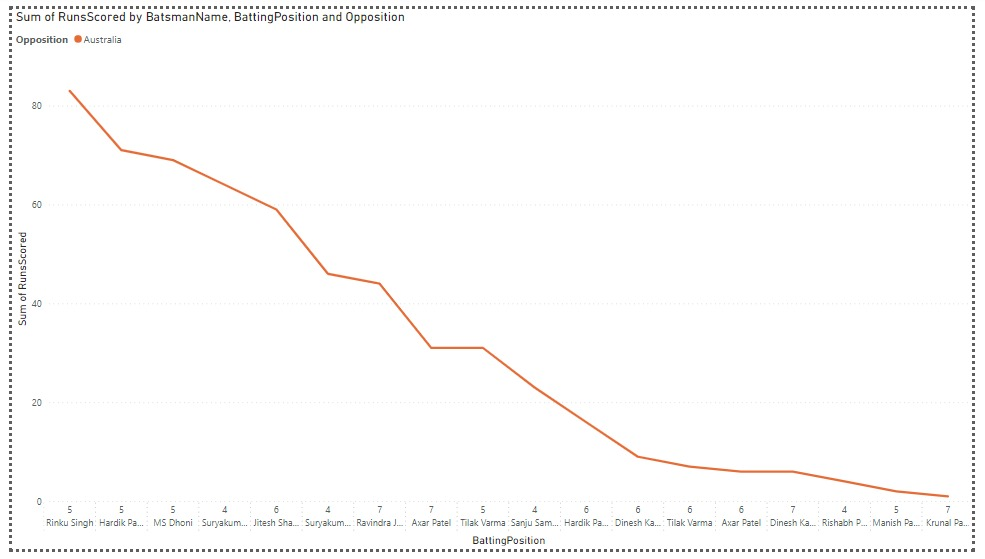 Sum of RunsScored by BatsmanName, BattingPosition and Opposition
Opposition Australia
80
60
40
20
0
Sum of RunsScored
5 5 5 4 6 4 7 7 5 4 6 6 6 6 7 4 5 7
Rinku Singh Hardik Pa... MS Dhoni Suryakum... Jitesh Sha... Suryakum... Ravindra J... Axar Patel Tilak Varma Sanju Sam... Hardik Pa... Dinesh Ka... Tilak Varma Axar Patel Dinesh Ka... Rishabh P... Manish Pa... Krunal Pa...
BattingPosition